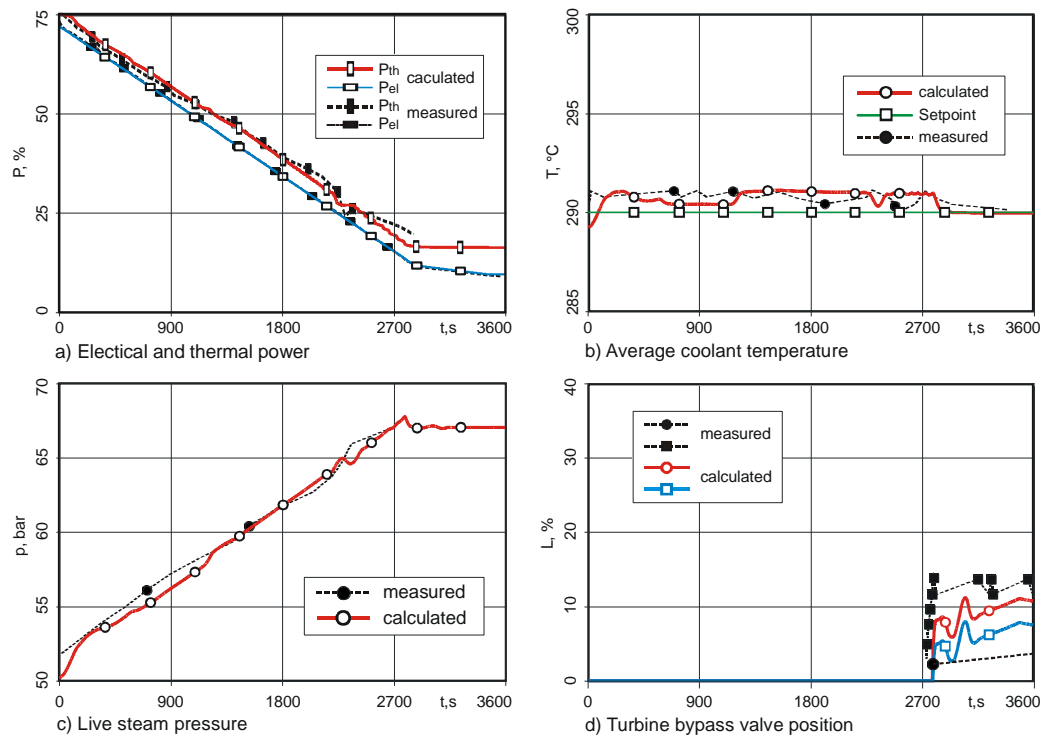 75
50
25
0
P, %
Pth
Pel
caculated
Pth
Pel
measured
0 900 1800 2700 t,s 3600
a) Electical and thermal power
300
295
290
285
T, °C
calculated
Setpoint
measured
0 900 1800 2700 t,s 3600
b) Average coolant temperature
70
65
60
55
50
p, bar
measured
calculated
0 900 1800 2700 t,s 3600
c) Live steam pressure
40
30
20
10
0
L, %
measured
calculated
0 900 1800 2700 t,s 3600
d) Turbine bypass valve position